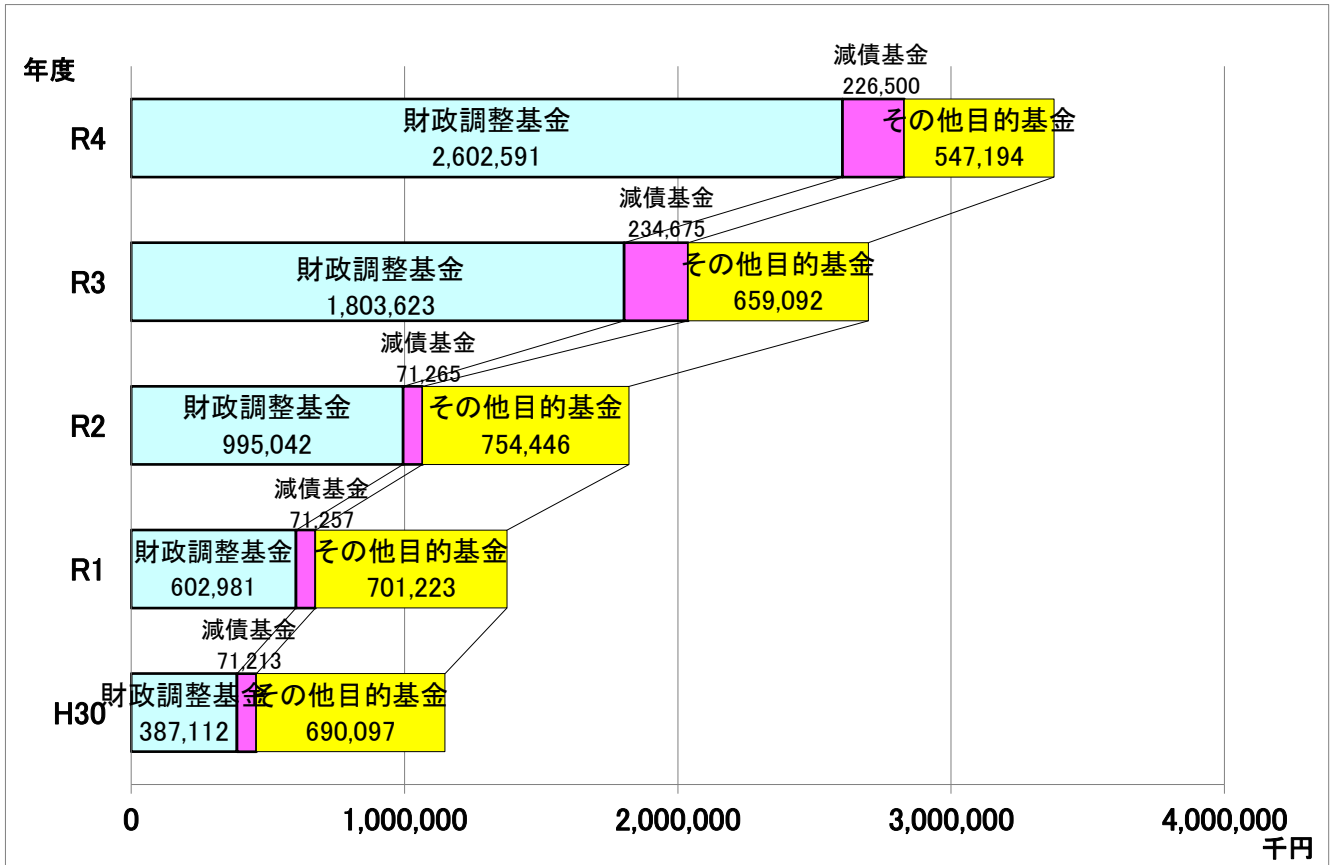 年度
減債基金
226,500
R4
財政調整基金
2,602,591
その他目的基金
547,194
減債基金
234,675
R3
財政調整基金
1,803,623
その他目的基金
659,092
減債基金
71,265
R2
財政調整基金
995,042
その他目的基金
754,446
減債基金
71,257
R1
財政調整基金
602,981
その他目的基金
701,223
減債基金
71,213
H30
財政調整基金
387,112
その他目的基金
690,097
0
1,000,000
2,000,000
3,000,000
4,000,000
千円